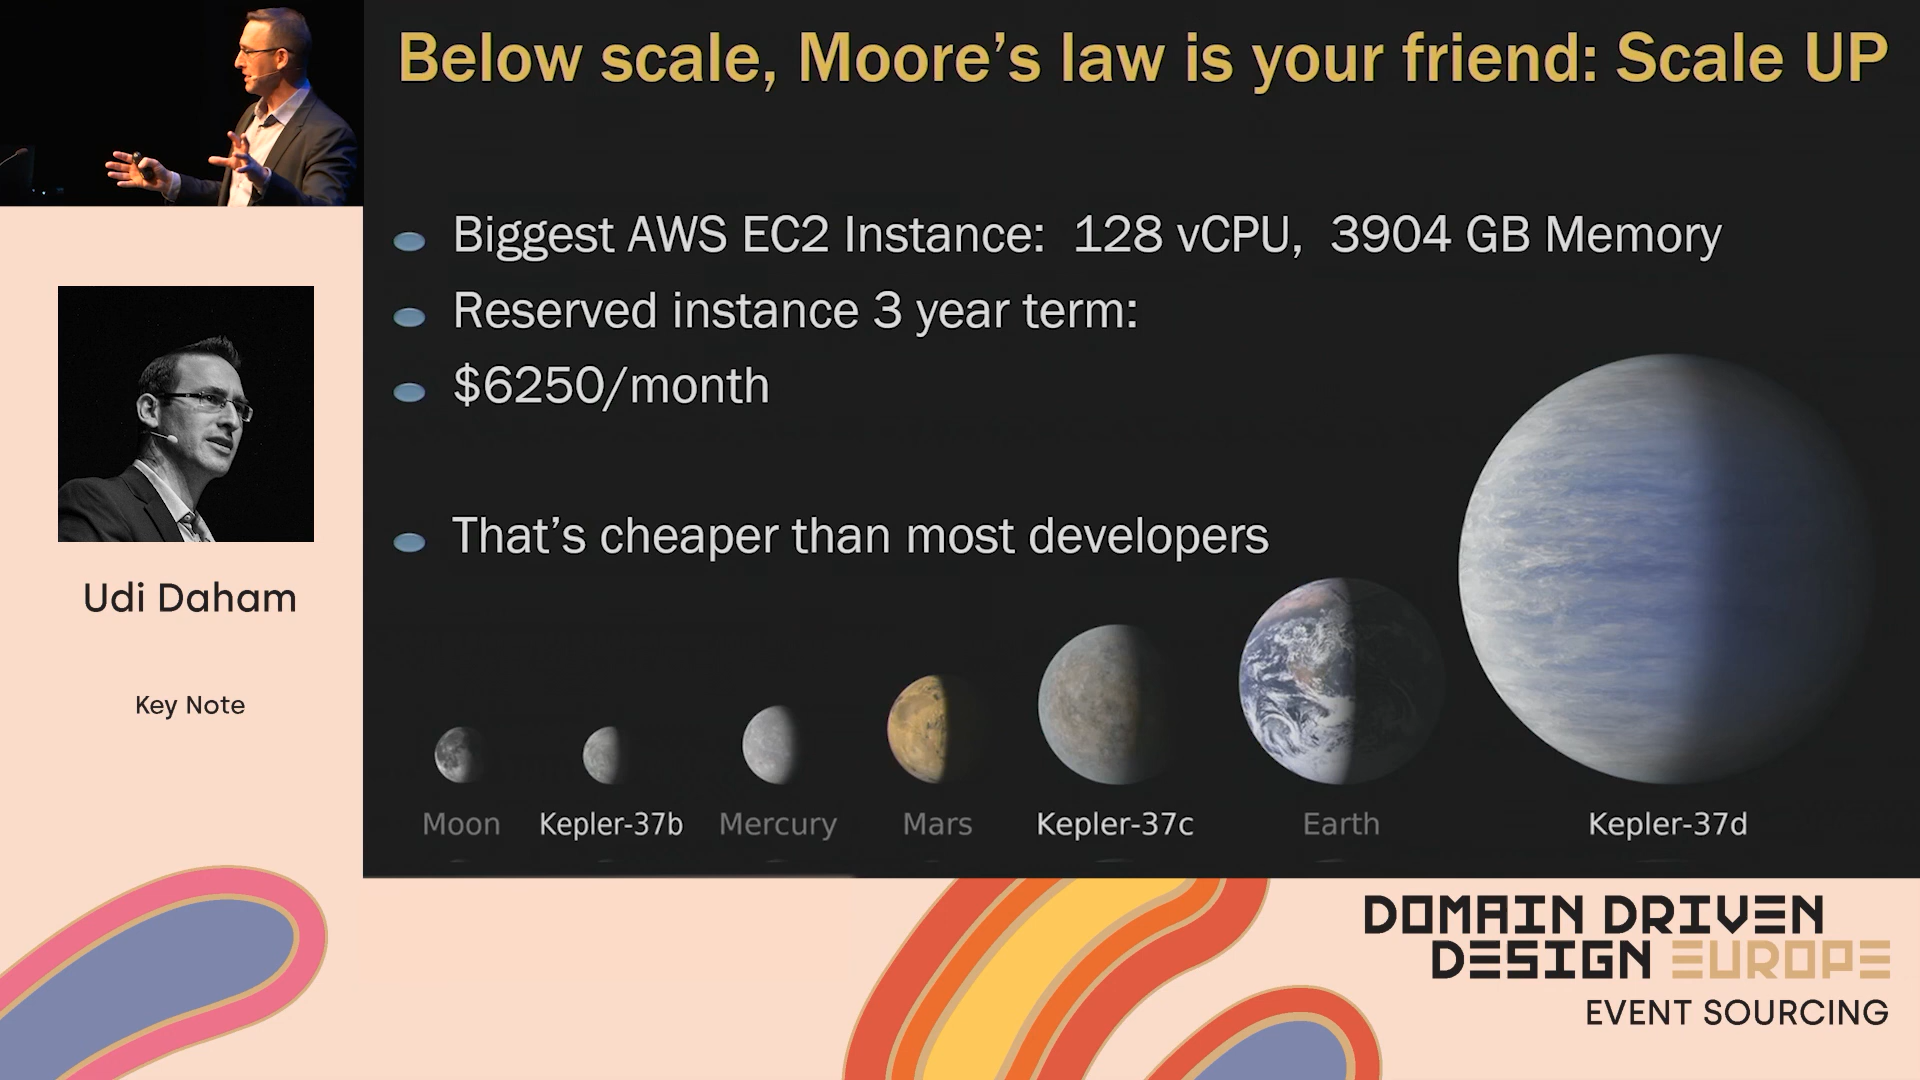 Below scale, Moore’s law is your friend: Scale UP
Biggest AWS EC2 Instance: 128 vCPU, 3904 GB Memory
Reserved instance 3 year term:
$6250/month
That’s cheaper than most developers
Moon
Kepler-37b
Mercury
Mars
Kepler-37c
Earth
Kepler-37d
Udi Daham
Key Note
DOMAIN DRIVEN
DESIGN EUROPE
EVENT SOURCING